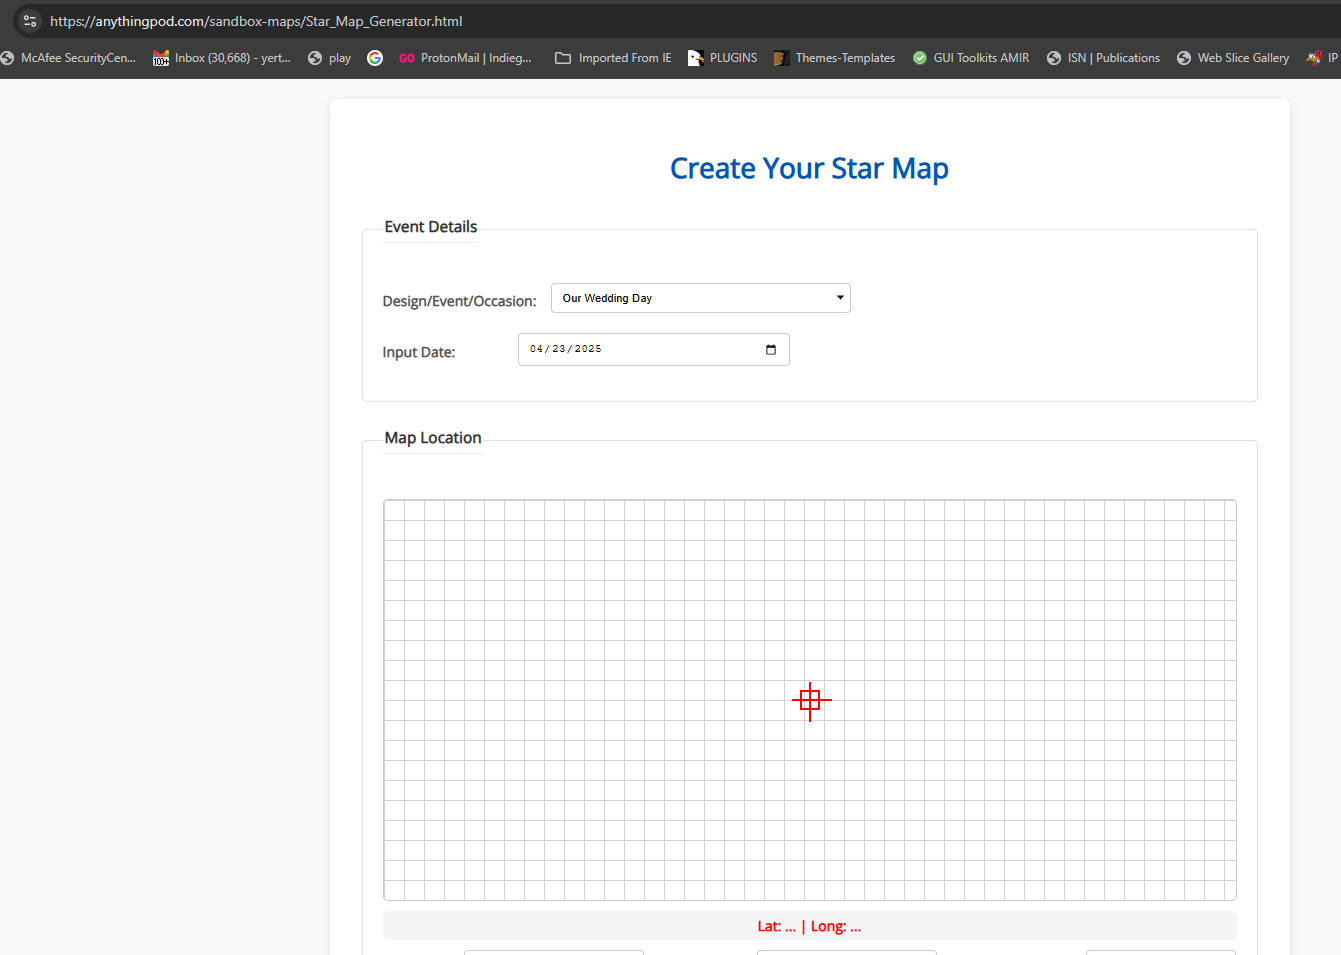 https://anythingpod.com/sandbox-maps/Star_Map_Generator.html
McAfee SecurityCen... 100+ Inbox (30,668) - yert... play G GO ProtonMail | Indieg... Imported From IE PLUGINS Themes-Templates GUI Toolkits AMIR ISN | Publications Web Slice Gallery IP
Create Your Star Map
Event Details
Design/Event/Occasion: Our Wedding Day
Input Date: 04/23/2025
Map Location
Lat: ... | Long: ...